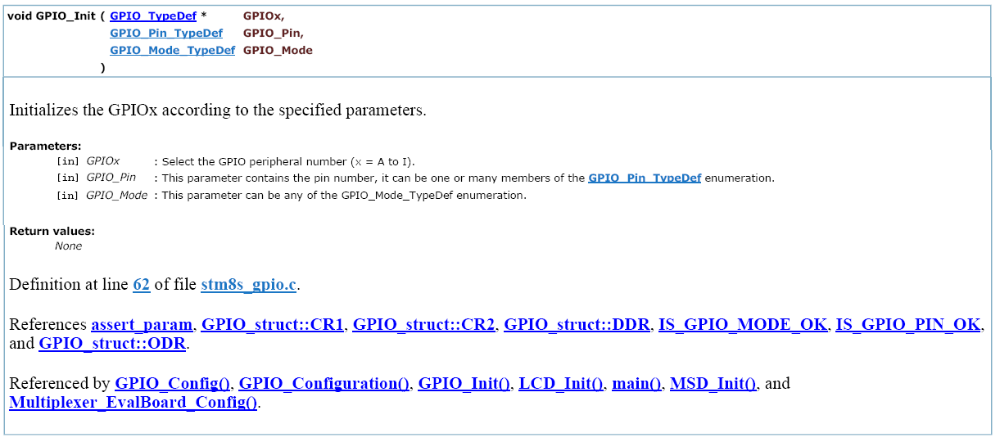 void GPIO_Init ( GPIO_TypeDef * GPIOx,
GPIO_Pin_TypeDef GPIO_Pin,
GPIO_Mode_TypeDef GPIO_Mode
)
Initializes the GPIOx according to the specified parameters.
Parameters:
[in] GPIOx : Select the GPIO peripheral number (x = A to I).
[in] GPIO_Pin : This parameter contains the pin number, it can be one or many members of the GPIO_Pin_TypeDef enumeration.
[in] GPIO_Mode : This parameter can be any of the GPIO_Mode_TypeDef enumeration.
Return values:
None
Definition at line 62 of file stm8s_gpio.c.
References assert_param, GPIO_struct::CR1, GPIO_struct::CR2, GPIO_struct::DDR, IS_GPIO_MODE_OK, IS_GPIO_PIN_OK,
and GPIO_struct::ODR.
Referenced by GPIO_Config(), GPIO_Configuration(), GPIO_Init(), LCD_Init(), main(), MSD_Init(), and
Multiplexer_EvalBoard_Config().